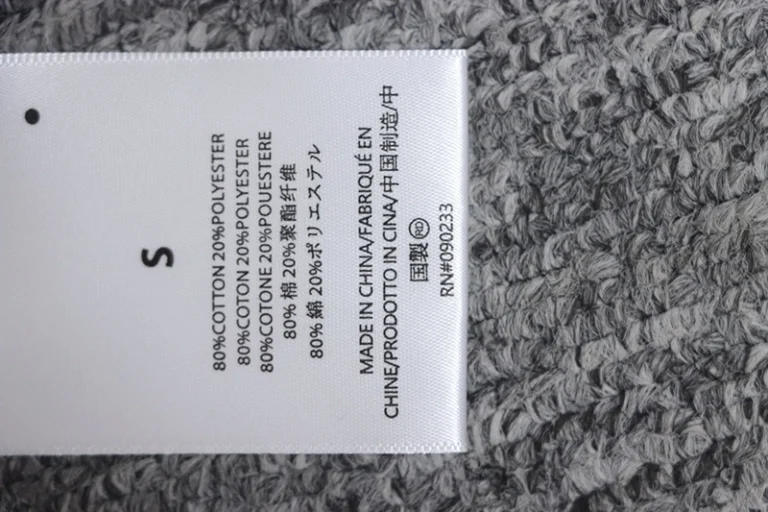 S
80%COTTON 20%POLYESTER
80%COTON 20%POLYESTER
80%COTONE 20%POUESTERE
80% 棉 20%聚酯纤维
80% 綿 20%ポリエステル
MADE IN CHINA/FABRIQUÉ EN
CHINE/PRODOTTO IN CINA/中国制造/中
国製 RD
RN#090233